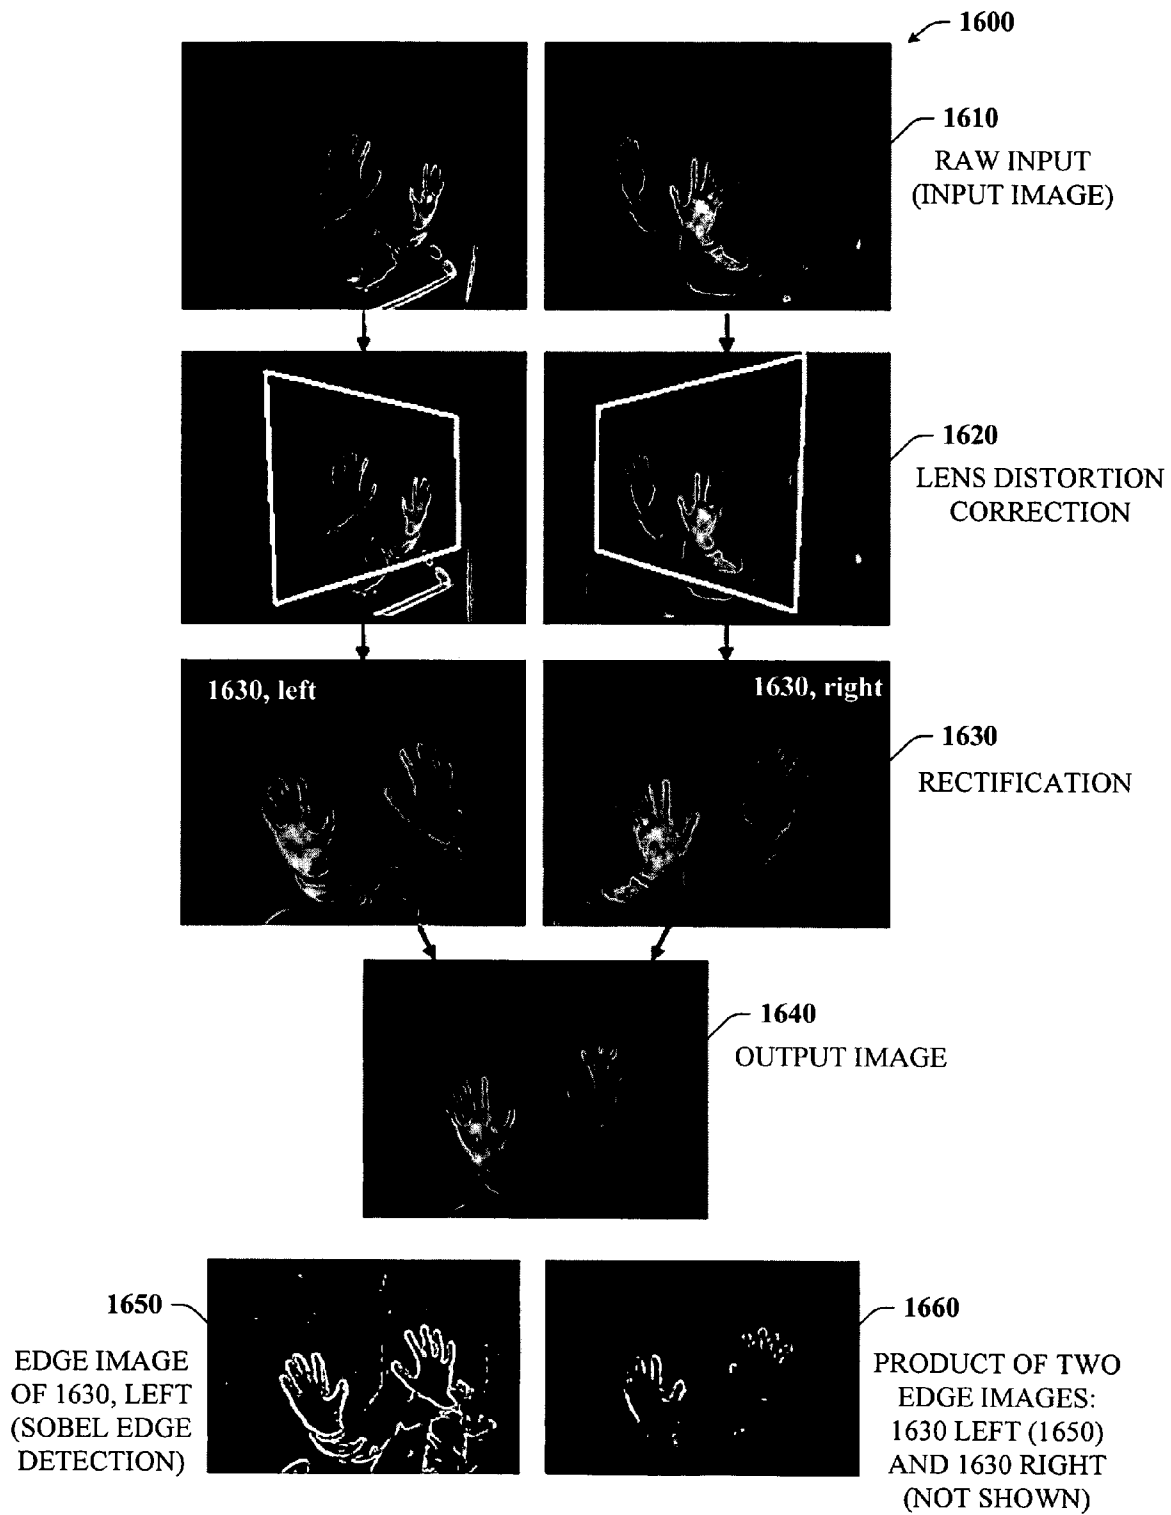 1600
1610
RAW INPUT
(INPUT IMAGE)
1620
LENS DISTORTION
CORRECTION
1630, left
1630, right
1630
RECTIFICATION
1640
OUTPUT IMAGE
1650
EDGE IMAGE
OF 1630, LEFT
(SOBEL EDGE
DETECTION)
1660
PRODUCT OF TWO
EDGE IMAGES:
1630 LEFT (1650)
AND 1630 RIGHT
(NOT SHOWN)